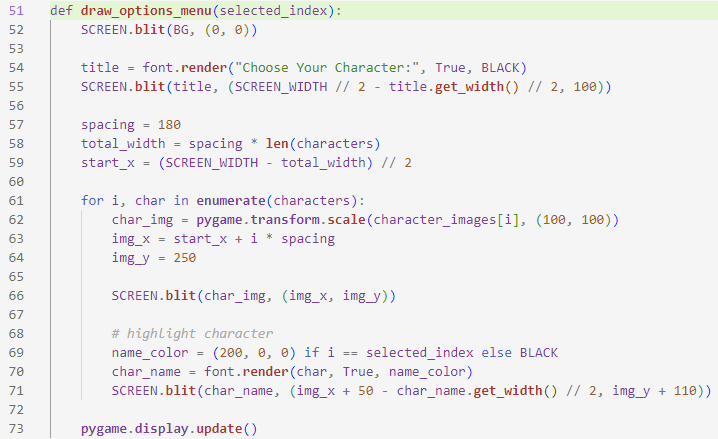 51 def draw_options_menu(selected_index):
52     SCREEN.blit(BG, (0, 0))
53
54     title = font.render("Choose Your Character:", True, BLACK)
55     SCREEN.blit(title, (SCREEN_WIDTH // 2 - title.get_width() // 2, 100))
56
57     spacing = 180
58     total_width = spacing * len(characters)
59     start_x = (SCREEN_WIDTH - total_width) // 2
60
61     for i, char in enumerate(characters):
62         char_img = pygame.transform.scale(character_images[i], (100, 100))
63         img_x = start_x + i * spacing
64         img_y = 250
65
66         SCREEN.blit(char_img, (img_x, img_y))
67
68         # highlight character
69         name_color = (200, 0, 0) if i == selected_index else BLACK
70         char_name = font.render(char, True, name_color)
71         SCREEN.blit(char_name, (img_x + 50 - char_name.get_width() // 2, img_y + 110))
72
73     pygame.display.update()